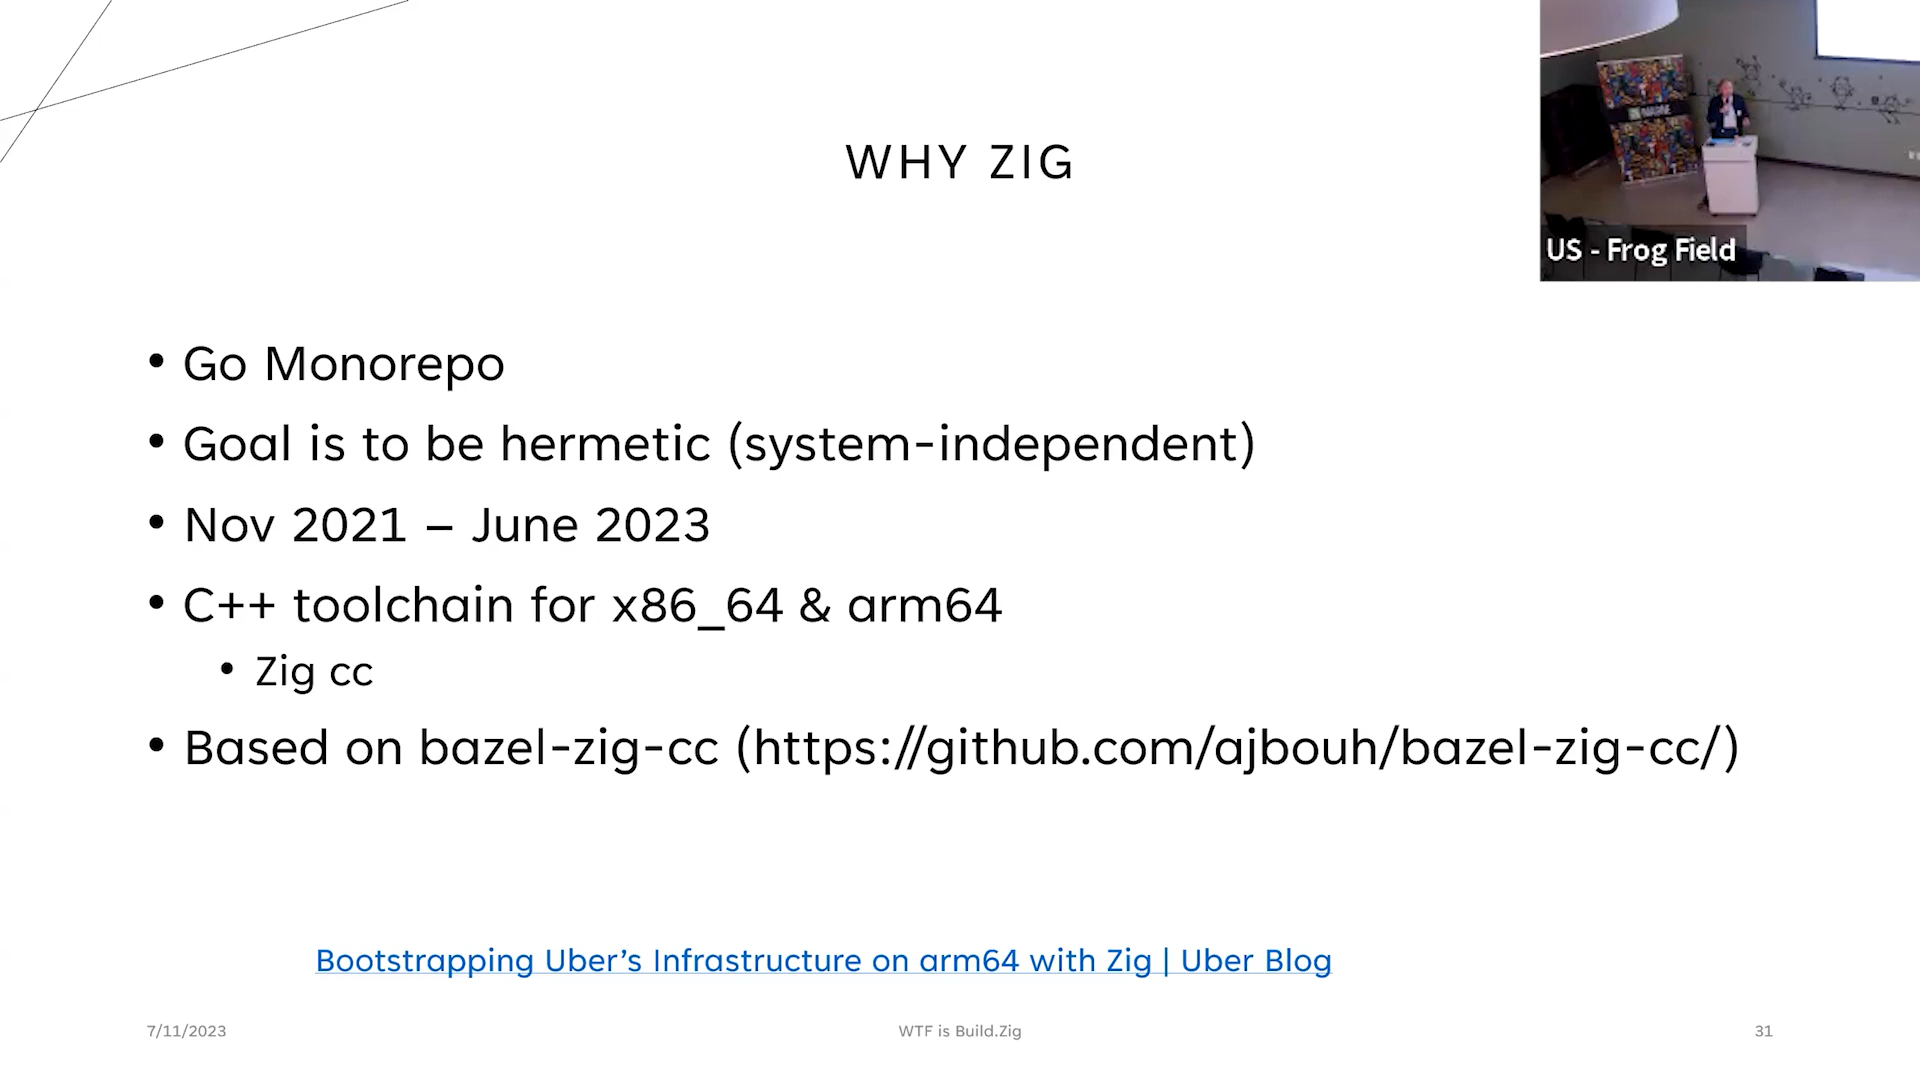 WHY ZIG
US - Frog Field
• Go Monorepo
• Goal is to be hermetic (system-independent)
• Nov 2021 – June 2023
• C++ toolchain for x86_64 & arm64
• Zig cc
• Based on bazel-zig-cc (https://github.com/ajbouh/bazel-zig-cc/)
Bootstrapping Uber’s Infrastructure on arm64 with Zig | Uber Blog
7/11/2023
WTF is Build.Zig
31